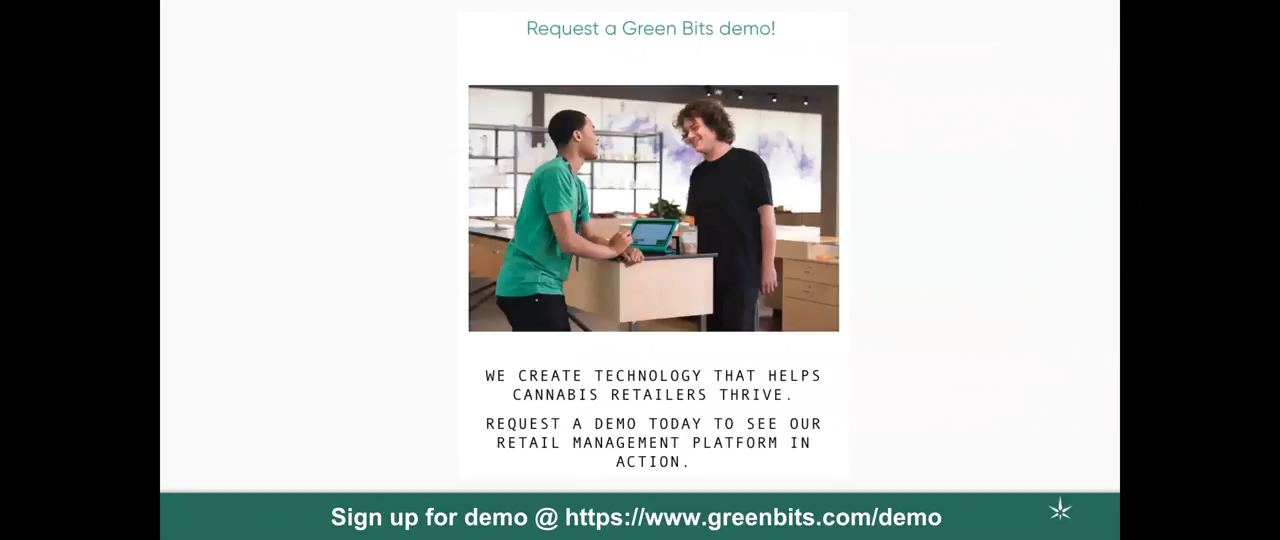 Request a Green Bits demo!
WE CREATE TECHNOLOGY THAT HELPS
CANNABIS RETAILERS THRIVE.
REQUEST A DEMO TODAY TO SEE OUR
RETAIL MANAGEMENT PLATFORM IN
ACTION.
Sign up for demo @ https://www.greenbits.com/demo